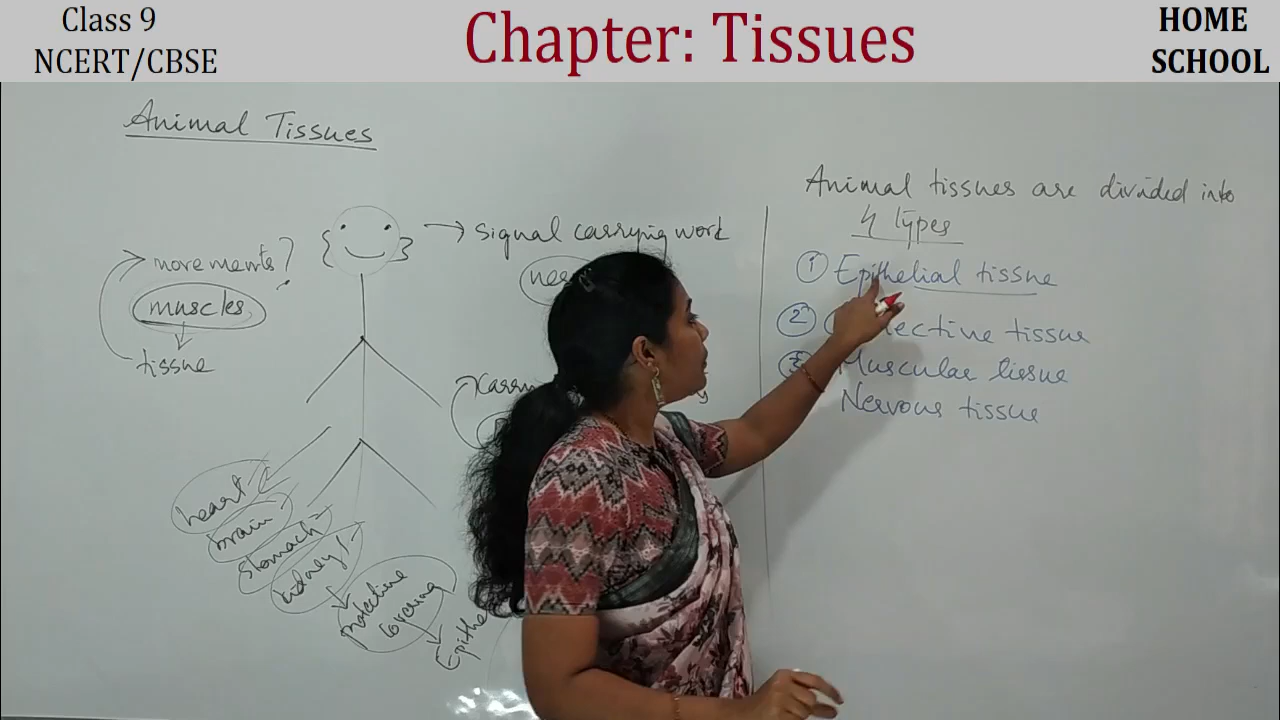 Class 9
NCERT/CBSE
Chapter: Tissues
HOME
SCHOOL
Animal Tissues
movements?
muscles
tissue
signal carrying work
heart
brain
stomach
kidney
protective
covering
Animal tissues are divided into
4 types
① Epithelial tissue
② tissue
③ Muscular tissue
Nervous tissue